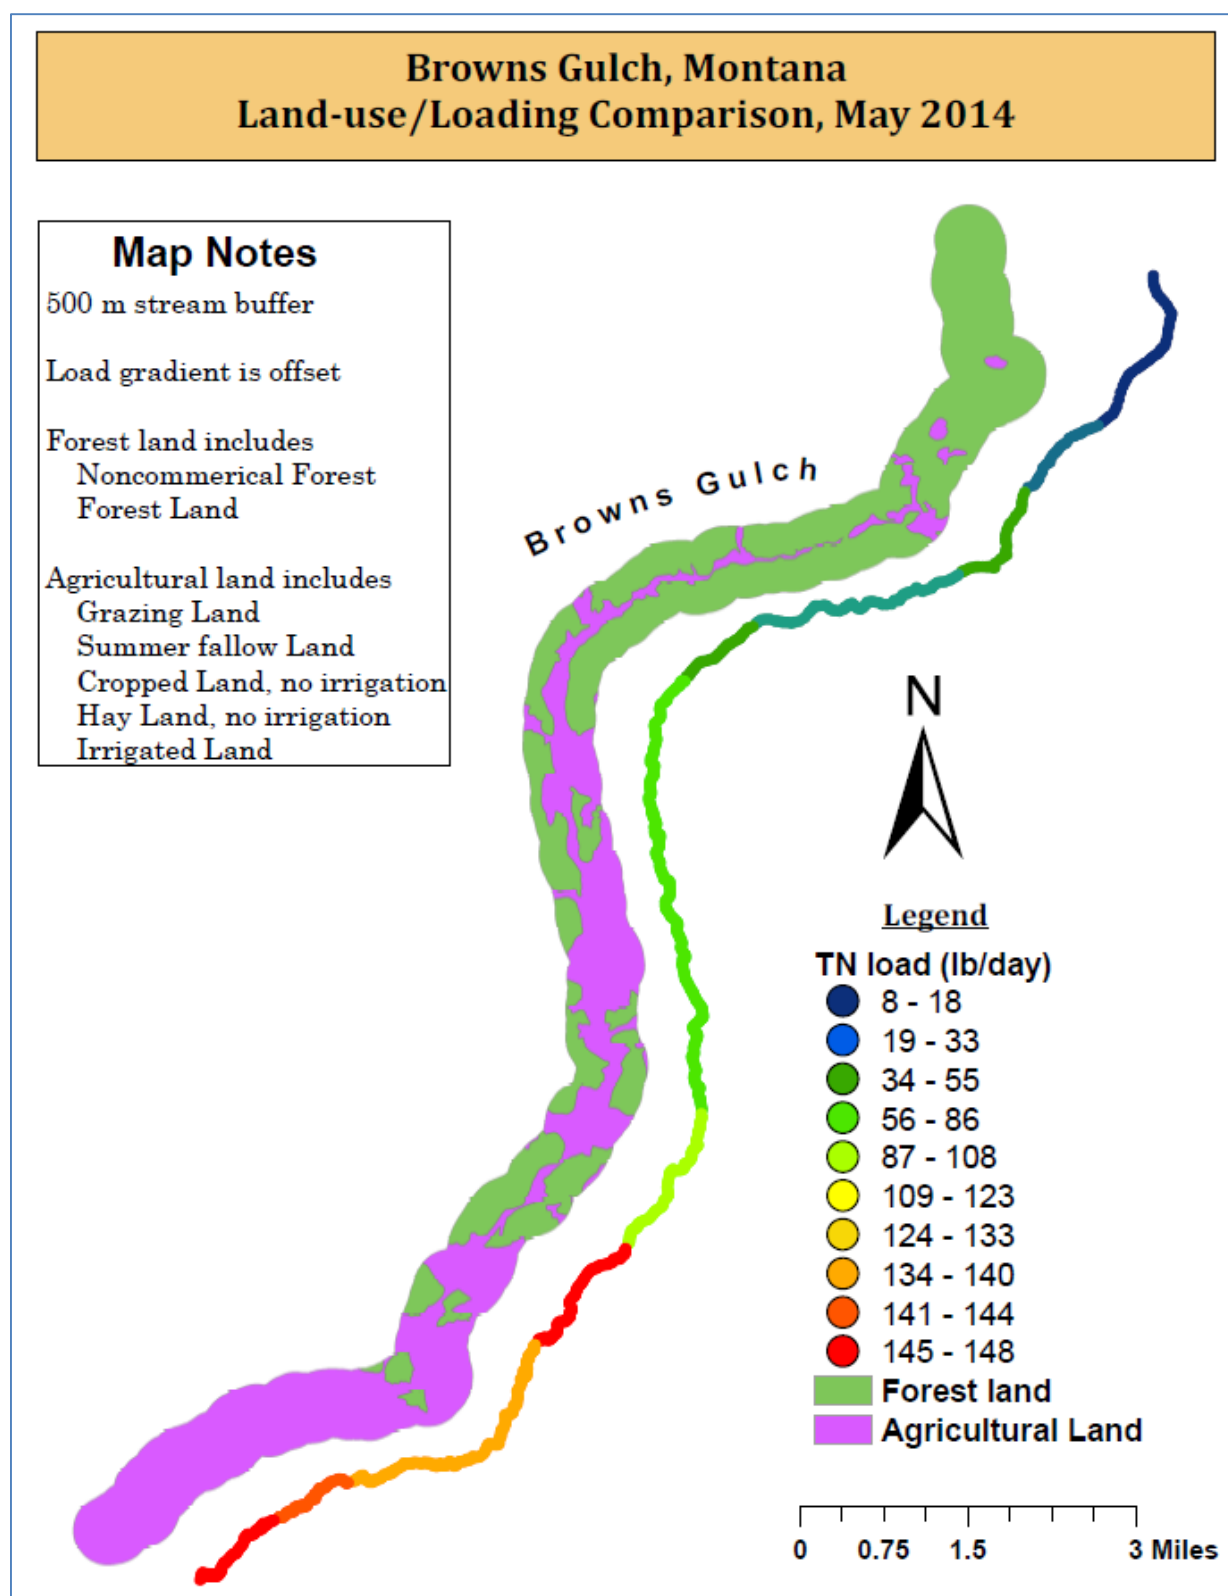 Browns Gulch, Montana
Land-use/Loading Comparison, May 2014
Map Notes
500 m stream buffer
Load gradient is offset
Forest land includes
Noncommerical Forest
Forest Land
Agricultural land includes
Grazing Land
Summer fallow Land
Cropped Land, no irrigation
Hay Land, no irrigation
Irrigated Land
Browns Gulch
N
Legend
TN load (lb/day)
8 - 18
19 - 33
34 - 55
56 - 86
87 - 108
109 - 123
124 - 133
134 - 140
141 - 144
145 - 148
Forest land
Agricultural Land
0 0.75 1.5 3 Miles